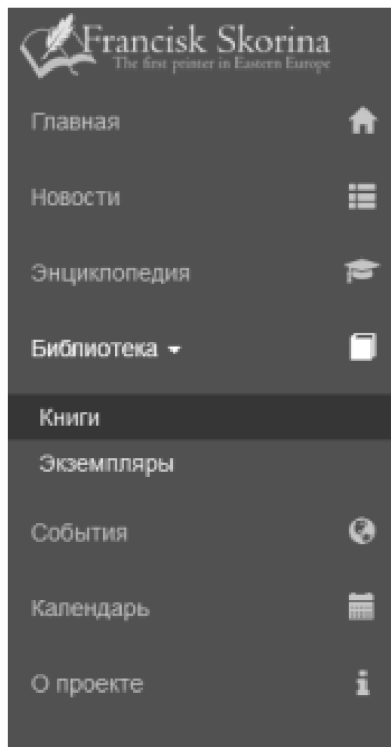 Francisk Skorina
The first printer in Eastern Europe
Главная
Новости
Энциклопедия
Библиотека
Книги
Экземпляры
События
Календарь
О проекте